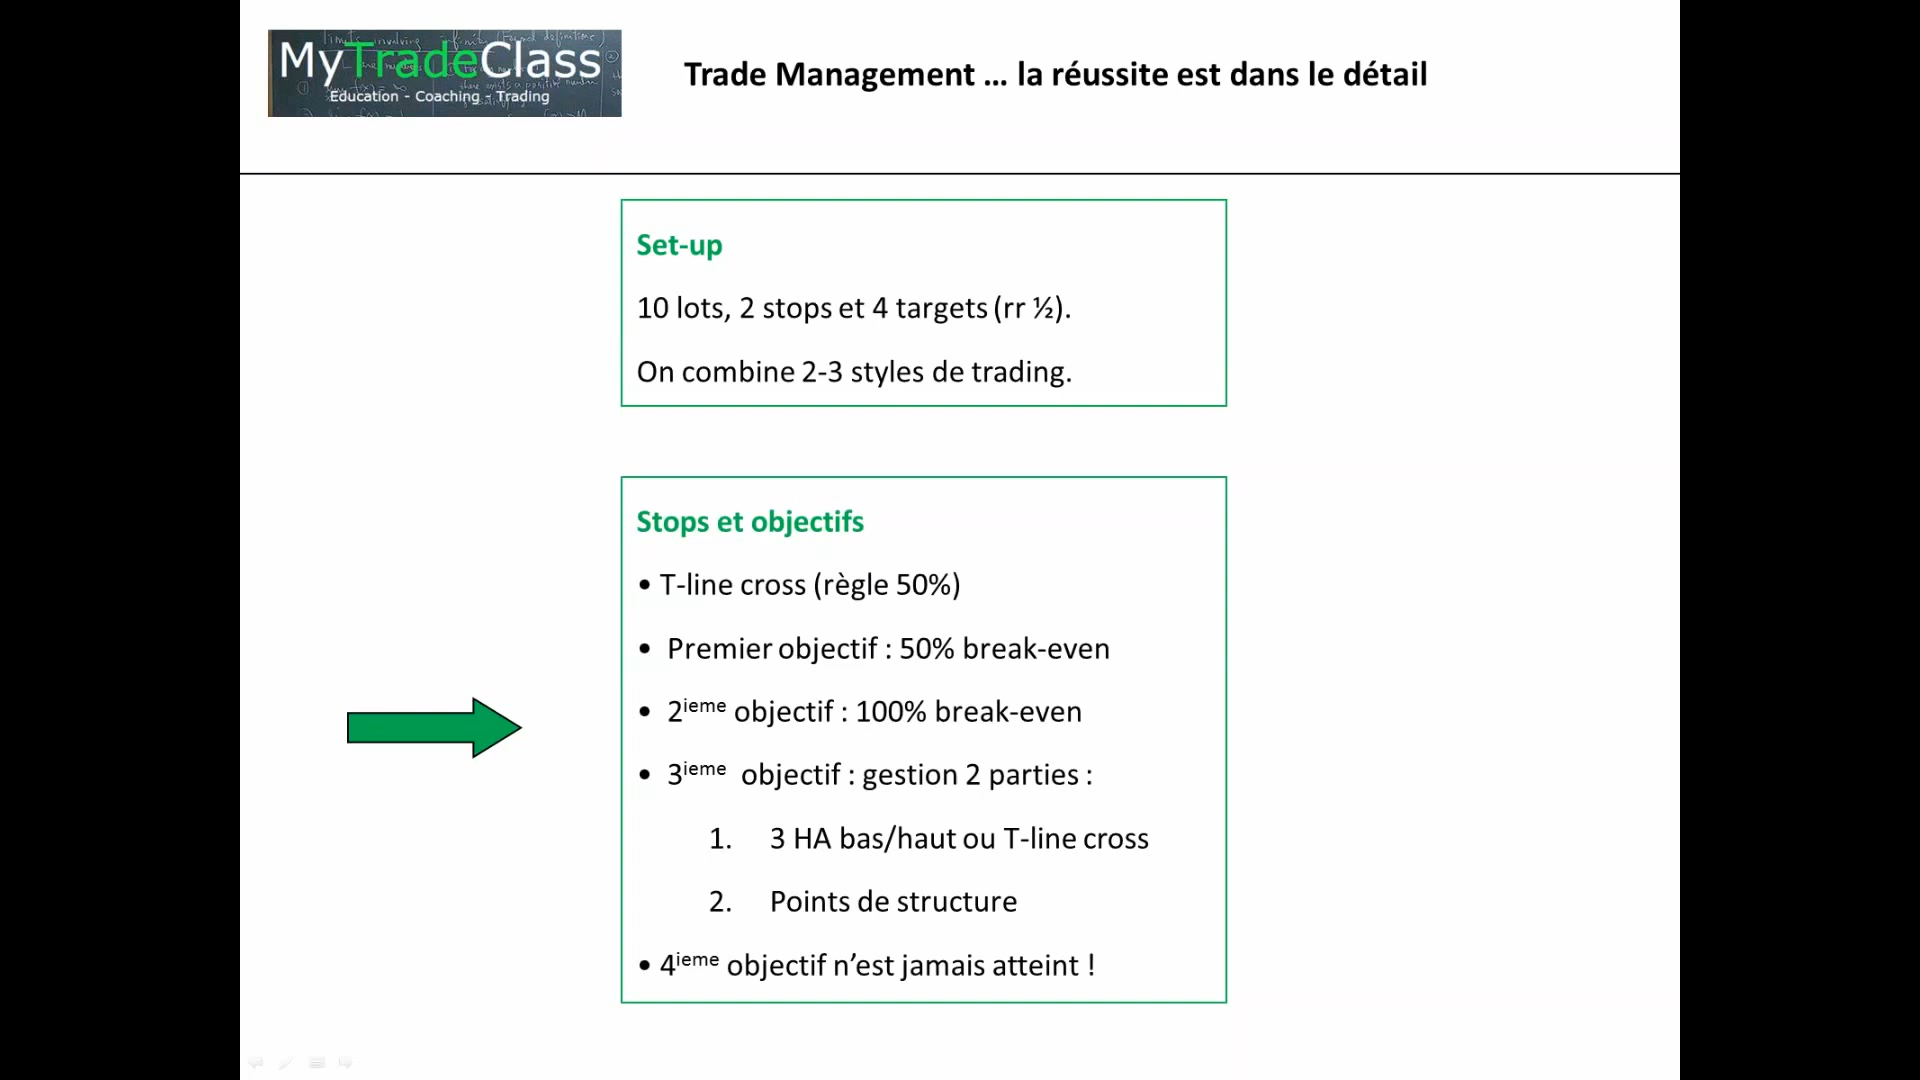 MyTradeClass
Education - Coaching - Trading
Trade Management ... la réussite est dans le détail
Set-up
10 lots, 2 stops et 4 targets (rr ½).
On combine 2-3 styles de trading.
Stops et objectifs
• T-line cross (règle 50%)
• Premier objectif : 50% break-even
• 2ieme objectif : 100% break-even
• 3ieme objectif : gestion 2 parties :
1. 3 HA bas/haut ou T-line cross
2. Points de structure
• 4ieme objectif n’est jamais atteint !